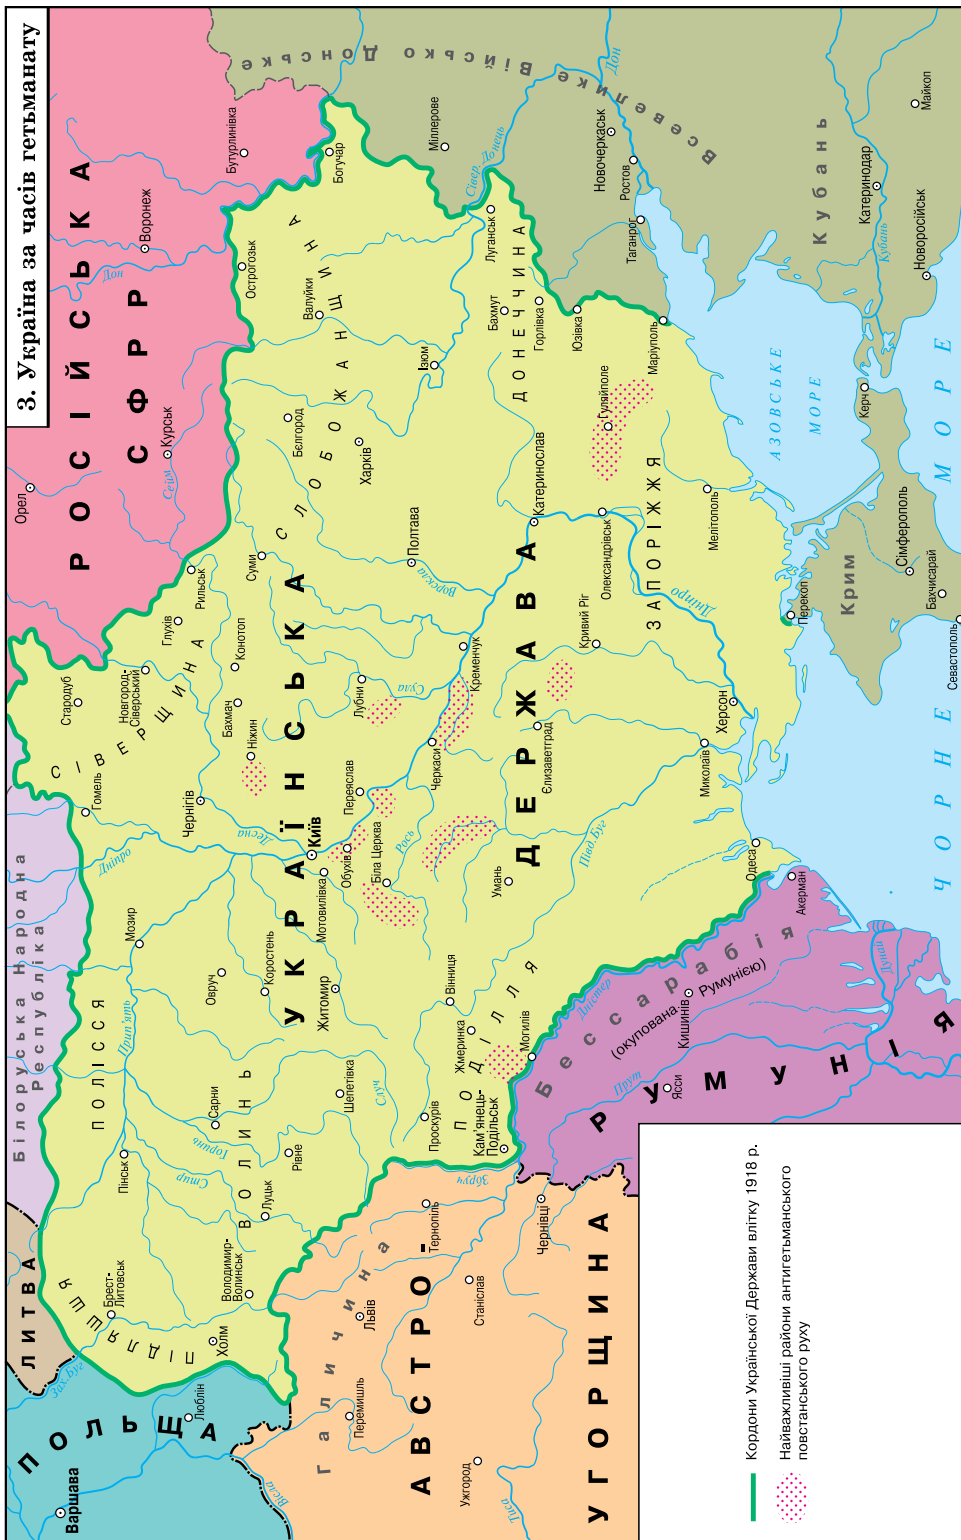 3. Україна за часів гетьманату
РОСІЙСЬКА
СФРР
Білоруська Народна
Республіка
ЛИТВА
ПОЛЬЩА
УКРАЇНСЬКА
ДЕРЖАВА
АВСТРО-
УГОРЩИНА
РУМУНІЯ
Бессарабія
(окупована
Румунією)
Галичина
Всевелике Військо Донське
Кубань
Крим
АЗОВСЬКЕ
МОРЕ
ЧОРНЕ МОРЕ
ПІДЛЯШШЯ
ПОЛІССЯ
ВОЛИНЬ
ПОДІЛЛЯ
СІВЕРЩИНА
СЛОБОЖАНЩИНА
ДОНЕЧЧИНА
ЗАПОРІЖЖЯ
Варшава
Люблін
Брест-
Литовськ
Холм
Володимир-
Волинськ
Луцьк
Рівне
Пінськ
Сарни
Шепетівка
Мозир
Овруч
Коростень
Житомир
Київ
Мотовилівка
Обухів
Біла Церква
Переяслав
Гомель
Чернігів
Ніжин
Бахман
Конотоп
Стародуб
Новгород-
Сіверський
Глухів
Рильськ
Суми
Орел
Курськ
Воронеж
Бутурлинівка
Богучар
Острогозьк
Валуйки
Бєлгород
Харків
Ізюм
Полтава
Лубни
Кременчук
Черкаси
Єлизаветград
Умань
Вінниця
Жмеринка
Могилів
Проскурів
Кам'янець-
Подільськ
Тернопіль
Львів
Перемишль
Станіслав
Чернівці
Ужгород
Ясси
Кишинів
Акерман
Одеса
Миколаїв
Херсон
Кривий Ріг
Катеринослав
Олександрівськ
Мелітополь
Гуляйполе
Маріуполь
Юзівка
Горлівка
Бахмут
Луганськ
Міллерове
Новочеркаськ
Ростов
Таганрог
Катеринодар
Майкоп
Новоросійськ
Керч
Сімферополь
Бахчисарай
Севастополь
Перекоп
Зах.Буг
Вісла
Тиса
Збруч
Прут
Дністер
Дунай
Стир
Горинь
Случ
Прип'ять
Дніпро
Десна
Рось
Півд.Буг
Сула
Ворскла
Дніпро
Сейм
Дон
Сівер. Донець
Дон
Кубань
Кордони Української Держави влітку 1918 р.
Найважливіші райони антигетьманського
повстанського руху